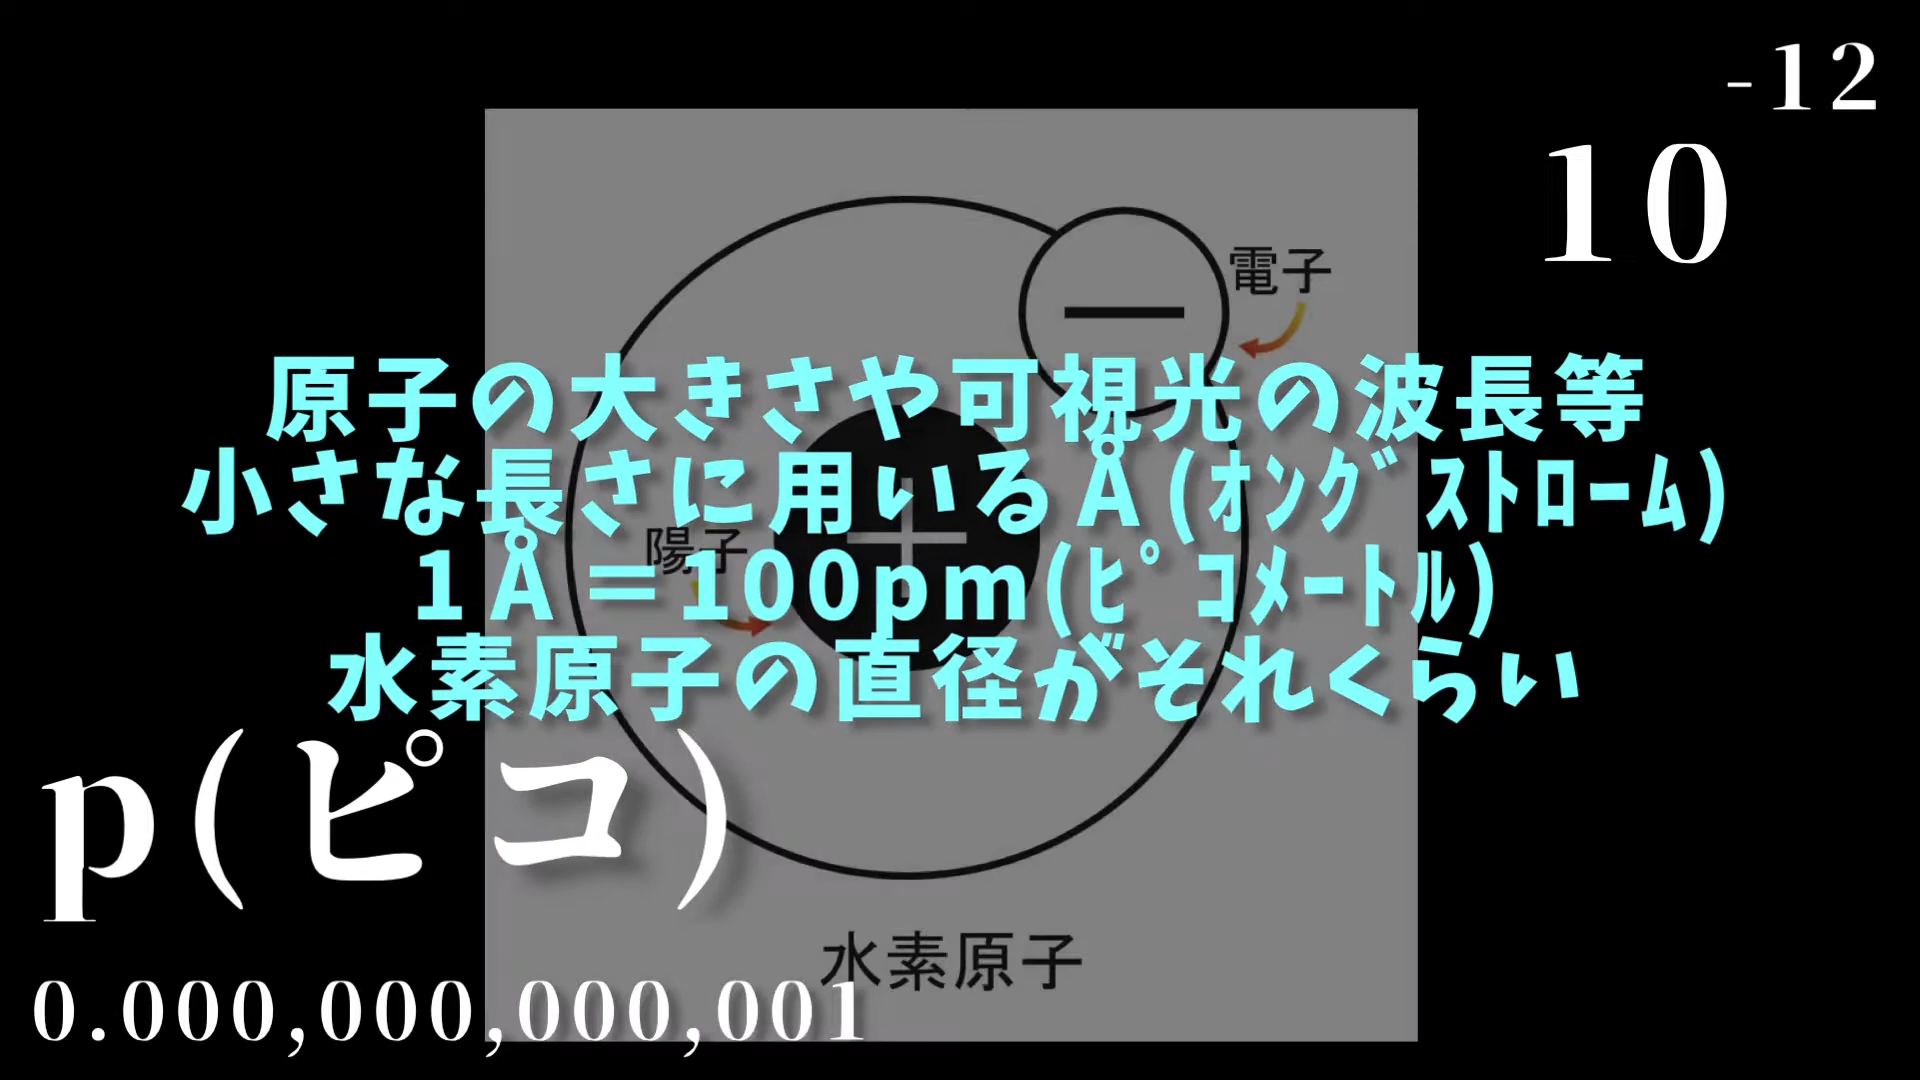 -12
10
電子
原子の大きさや可視光の波長等
小さな長さに用いるÅ(ｵﾝｸﾞｽﾄﾛｰﾑ)
陽子
1Å＝100pm(ﾋﾟｺﾒｰﾄﾙ)
水素原子の直径がそれくらい
p(ピコ)
水素原子
0.000,000,000,001